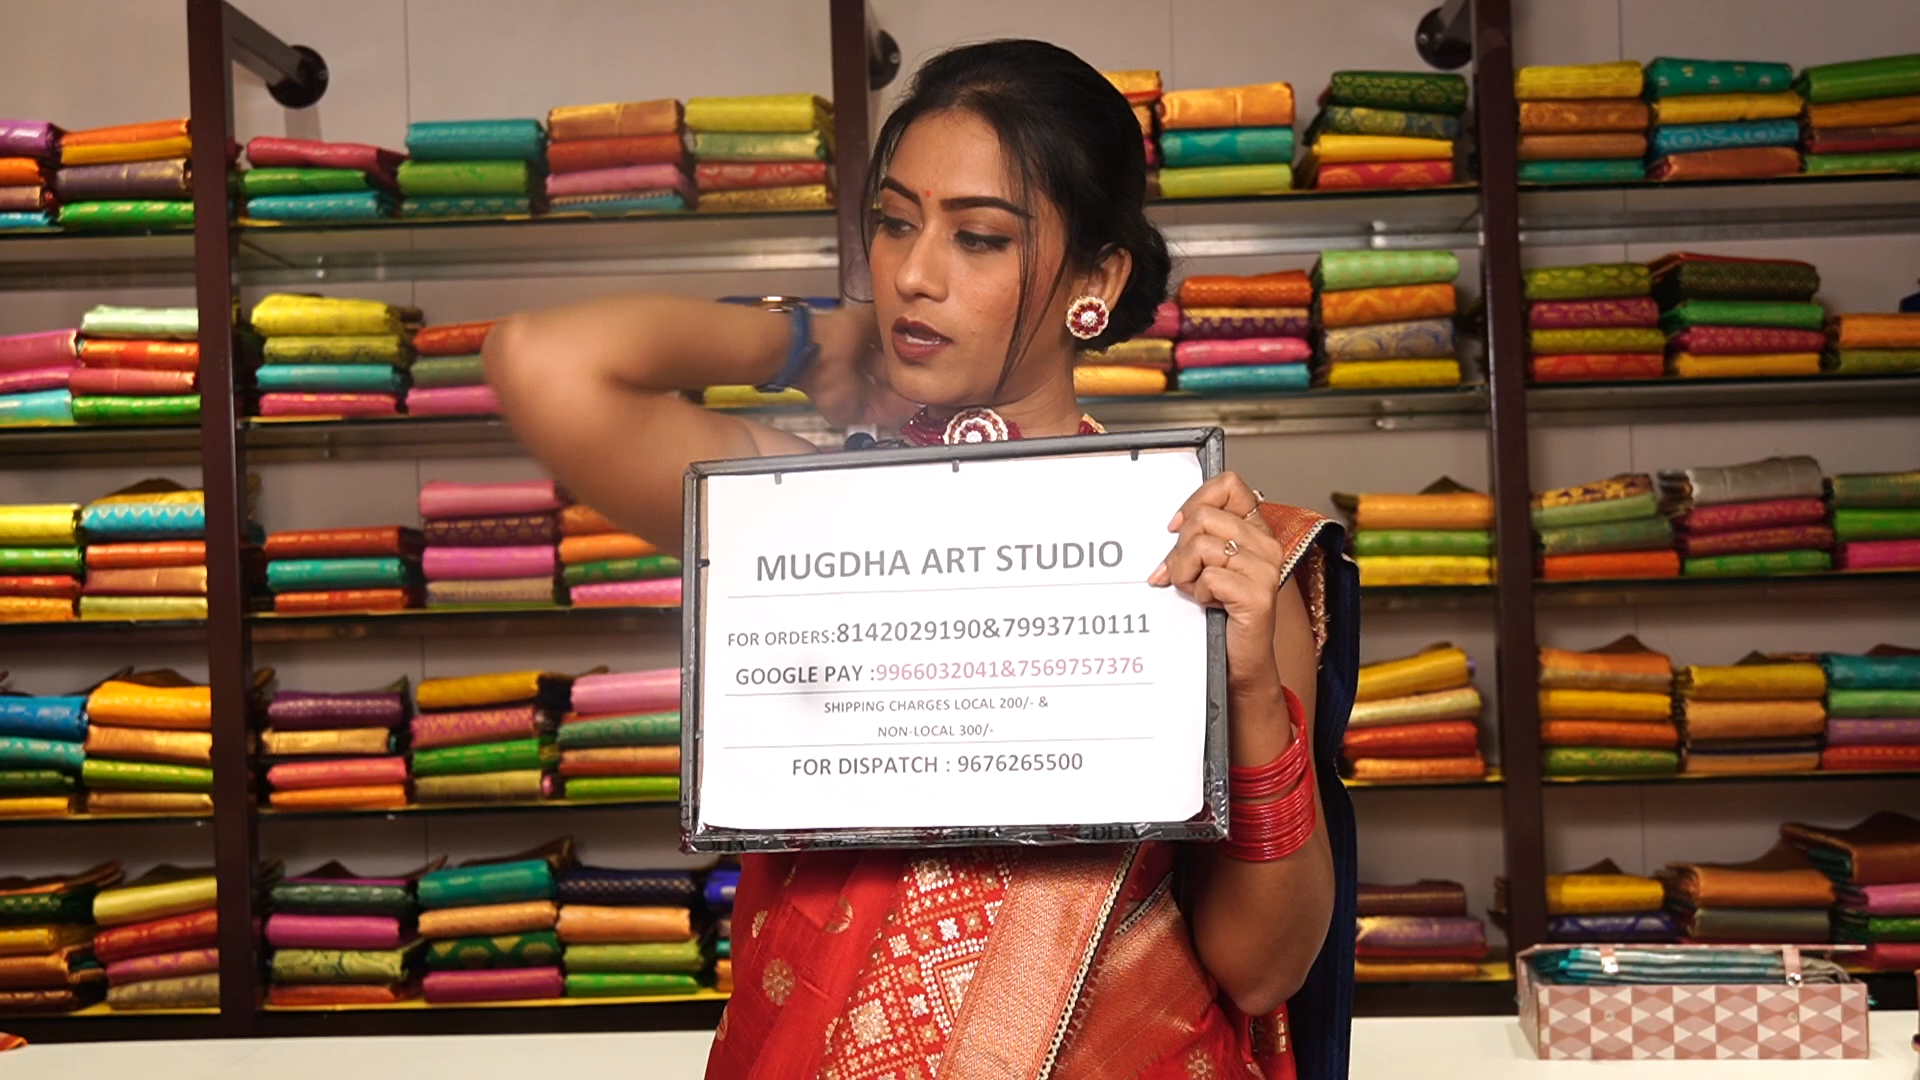 MUGDHA ART STUDIO
FOR ORDERS:8142029190&7993710111
GOOGLE PAY :9966032041&7569757376
SHIPPING CHARGES LOCAL 200/- &
NON-LOCAL 300/-
FOR DISPATCH : 9676265500